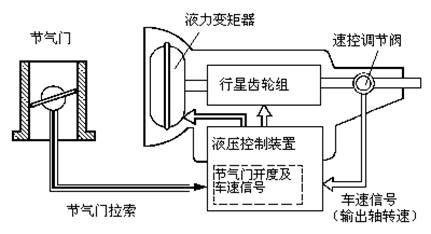 液力变矩器
速控调节阀
节气门
行星齿轮组
液压控制装置
节气门开度及
车速信号
节气门拉索
车速信号
(输出轴转速)